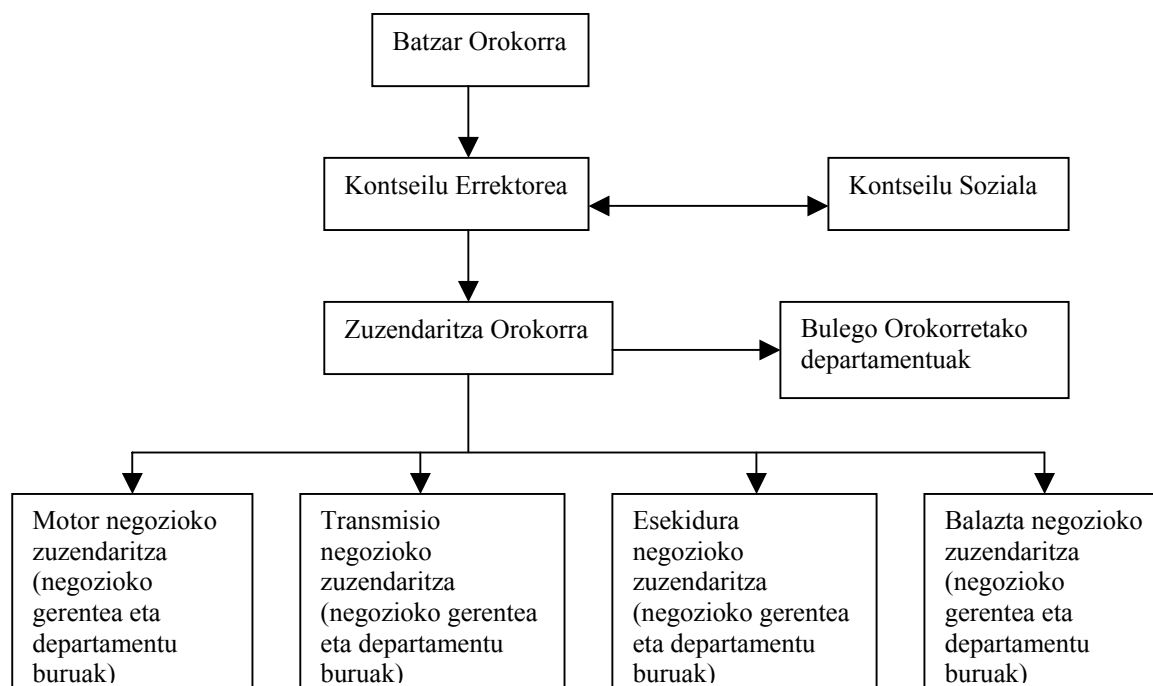 Batzar Orokorra
Kontseilu Errektorea
Kontseilu Soziala
Zuzendaritza Orokorra
Bulego Orokorretako
departamentuak
Motor negozioko
zuzendaritza
(negozioko
gerentea eta
departamentu
buruak)
Transmisio
negozioko
zuzendaritza
(negozioko gerentea
eta departamentu
buruak)
Esekidura
negozioko
zuzendaritza
(negozioko gerentea
eta departamentu
buruak)
Balazta negozioko
zuzendaritza
(negozioko
gerentea eta
departamentu
buruak)